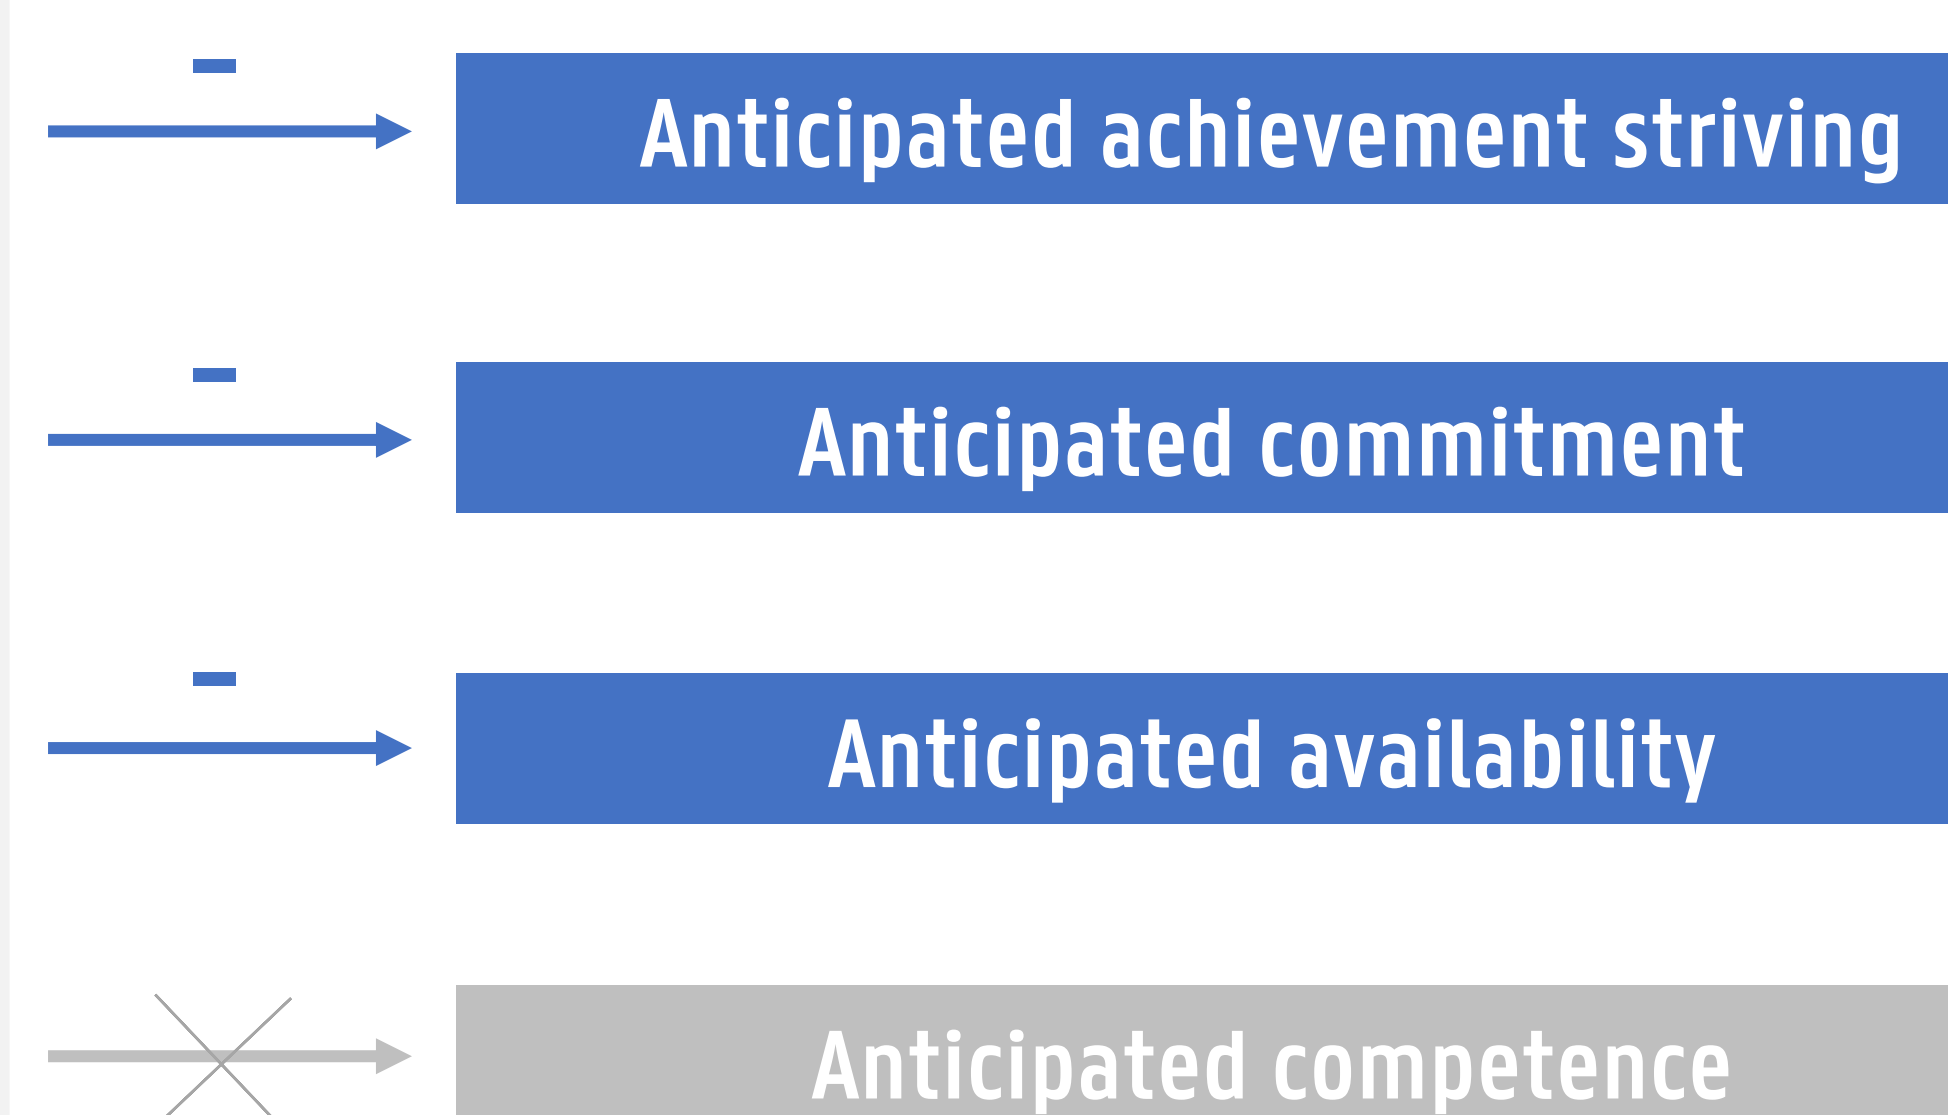 -
Anticipated achievement striving
-
Anticipated commitment
-
Anticipated availability
Anticipated competence